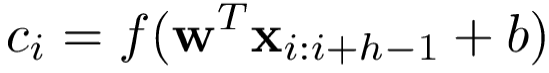 c_i = f(\mathbf{w}^T \mathbf{x}_{i:i+h-1} + b)